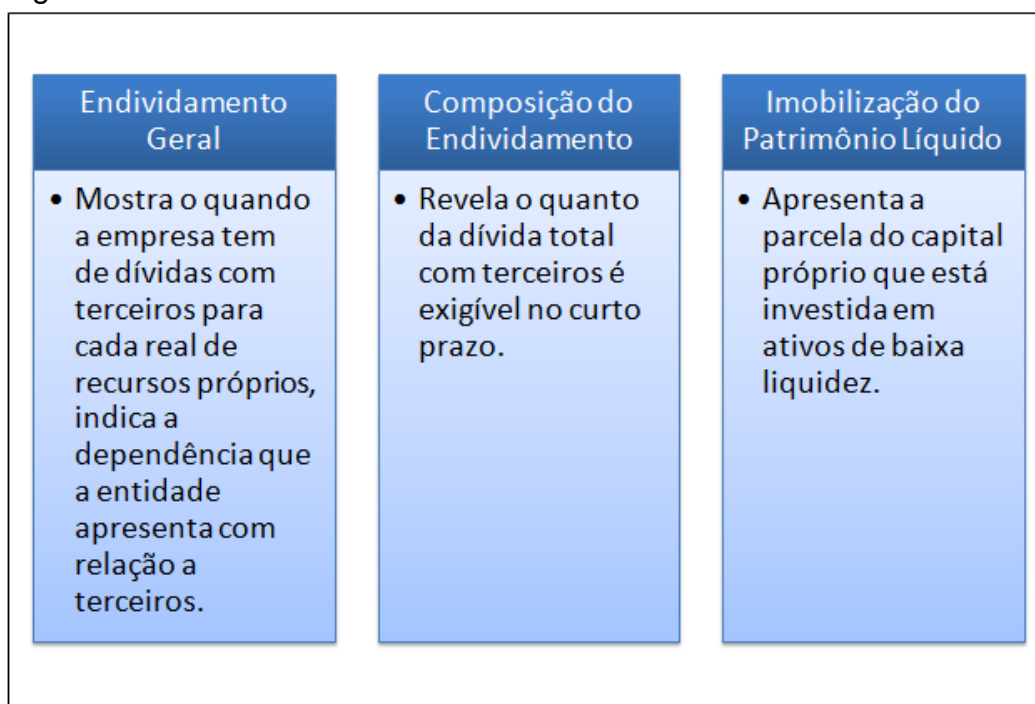 Endividamento
Geral
• Mostra o quando
a empresa tem
de dívidas com
terceiros para
cada real de
recursos próprios,
indica a
dependência que
a entidade
apresenta com
relação a
terceiros.
Composição do
Endividamento
• Revela o quanto
da dívida total
com terceiros é
exigível no curto
prazo.
Imobilização do
Patrimônio Líquido
• Apresenta a
parcela do capital
próprio que está
investida em
ativos de baixa
liquidez.